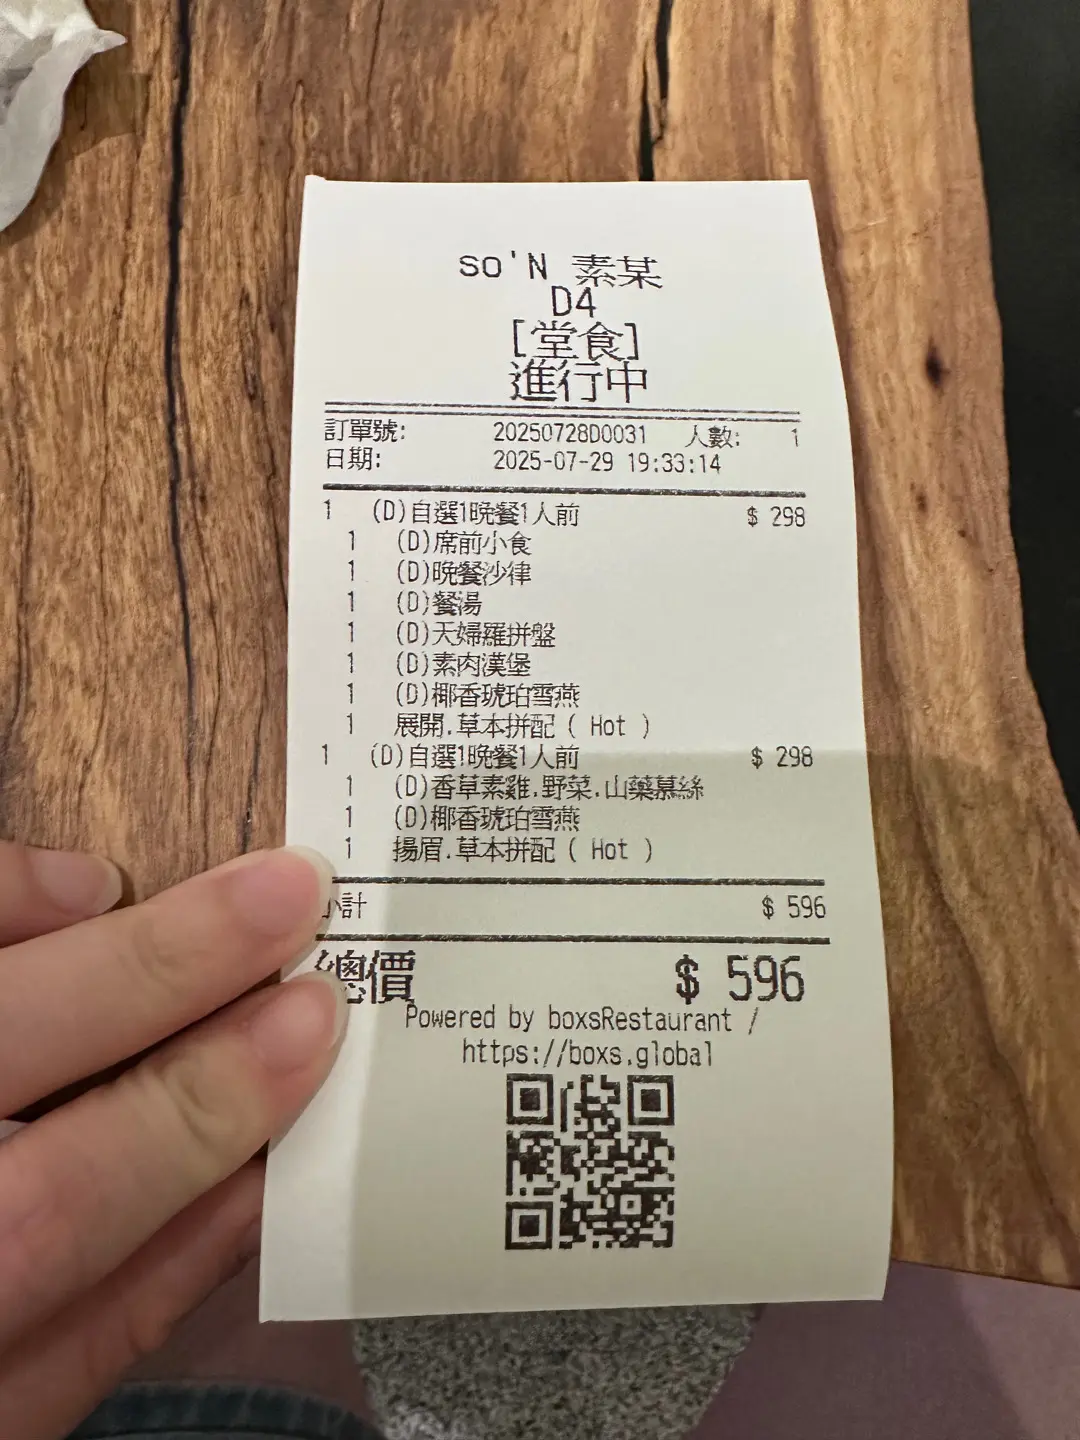 so'N 素某
D4
[堂食]
進行中
訂單號: 20250728D0031 人數: 1
日期: 2025-07-29 19:33:14
1 (D)自選1晚餐1人前 $ 298
1 (D)席前小食
1 (D)晚餐沙律
1 (D)餐湯
1 (D)天婦羅拼盤
1 (D)素肉漢堡
1 (D)椰香琥珀雪燕
1 展開.草本拼配 ( Hot )
1 (D)自選1晚餐1人前 $ 298
1 (D)香草素雞.野菜.山藥慕絲
1 (D)椰香琥珀雪燕
1 揚眉.草本拼配 ( Hot )
小計 $ 596
總價 $ 596
Powered by boxsRestaurant /
https://boxs.global